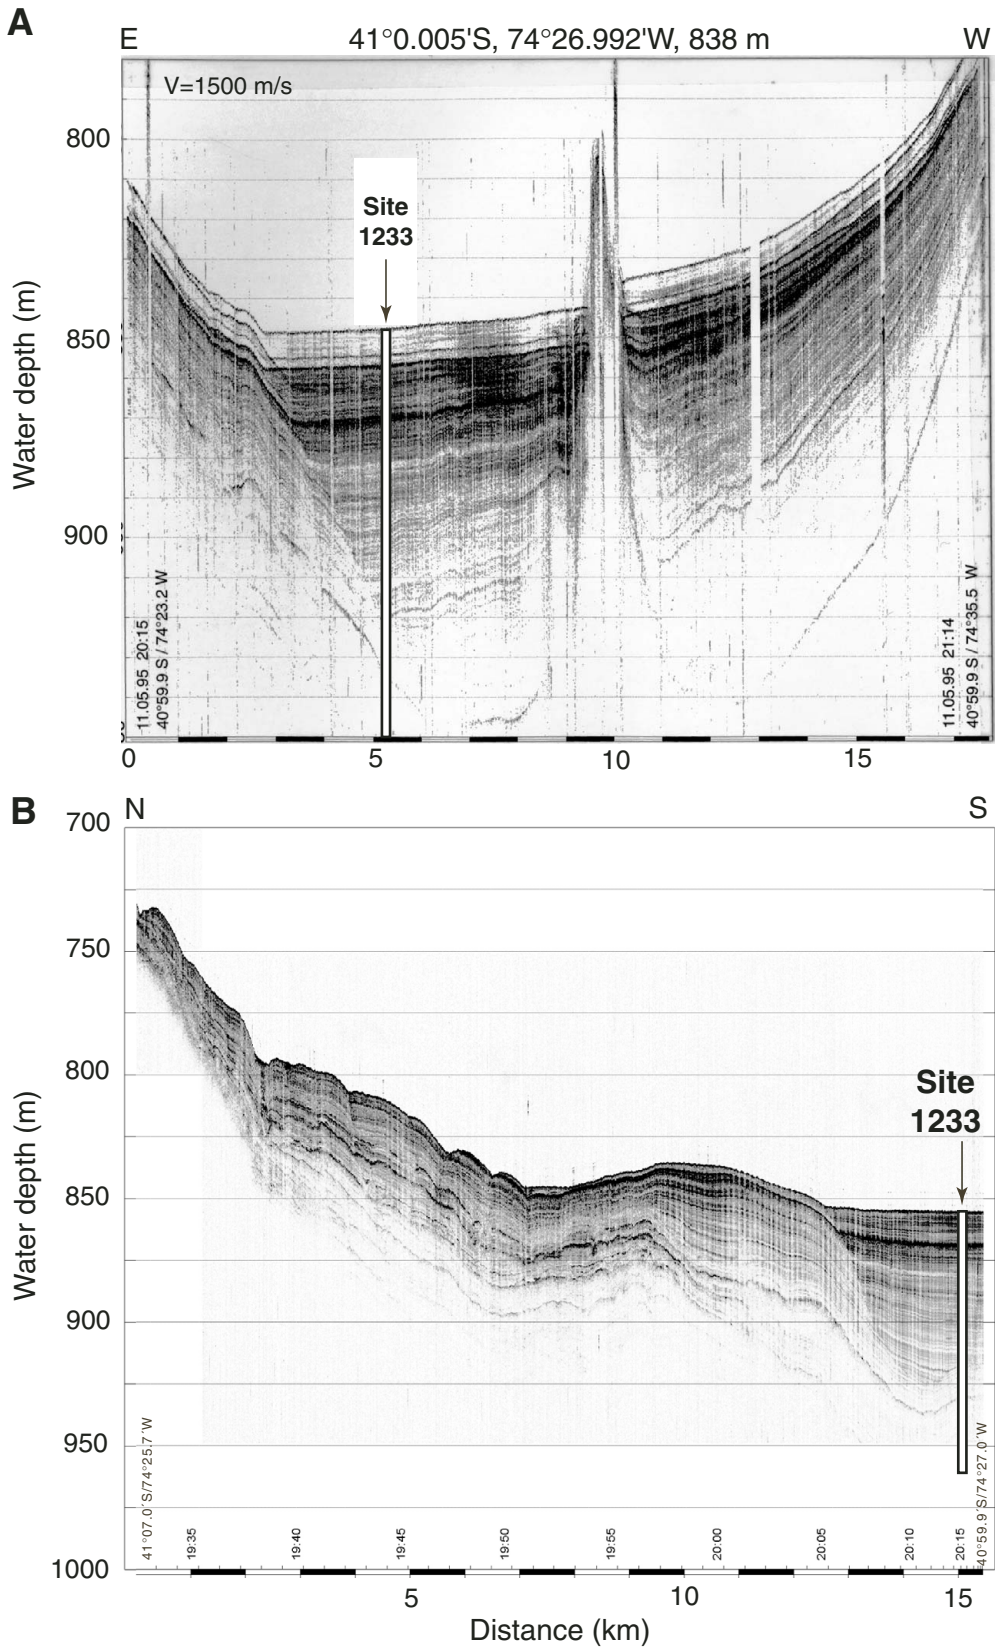 A
E 41°0.005'S, 74°26.992'W, 838 m W
V=1500 m/s
Site
1233
800
850
900
Water depth (m)
11.05.95 20:15
40°59.9 S / 74°23.2 W
11.05.95 21:14
40°59.9 S / 74°35.5 W
0 5 10 15
B
N S
700
750
800
850
900
950
1000
Water depth (m)
Site
1233
41°07.0´S/74°25.7´W
19:35 19:40 19:45 19:50 19:55 20:00 20:05 20:10 20:15
40°59.9´S/74°27.0´W
5 10 15
Distance (km)